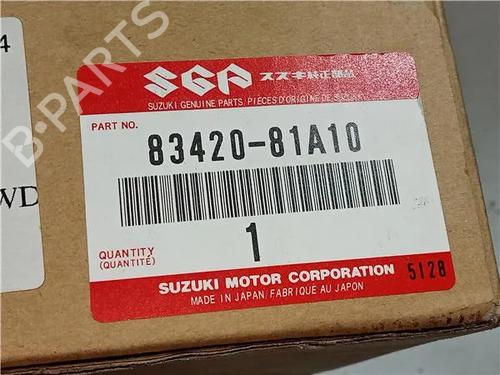 4
WD
B-PARTS
SGP スズキ純正部品
SUZUKI GENUINE PARTS/PIÈCES D'ORIGINE DE SUZUKI
PART NO.
83420-81A10
QUANTITY
(QUANTITÉ)
1
SUZUKI MOTOR CORPORATION 5128
MADE IN JAPAN/FABRIQUÉ AU JAPON